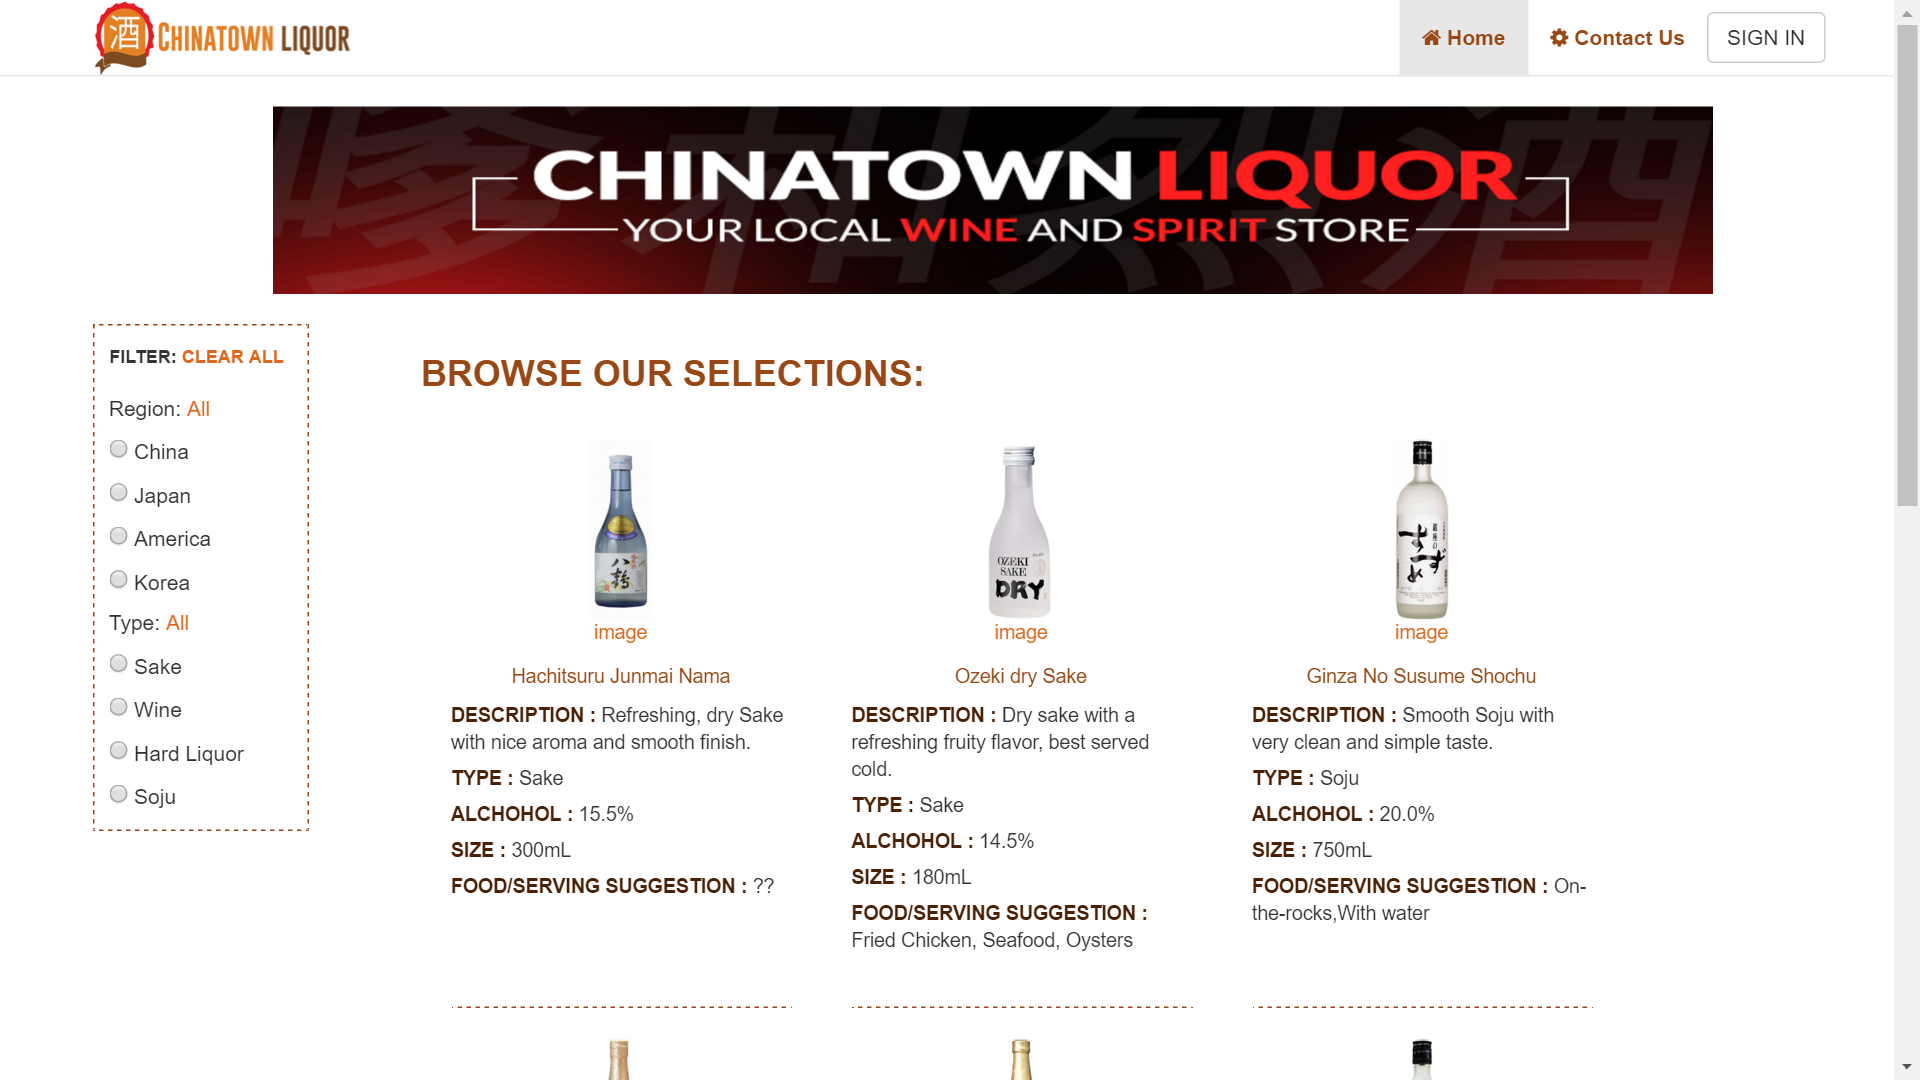 酒 CHINATOWN LIQUOR
Home
Contact Us
SIGN IN
CHINATOWN LIQUOR
YOUR LOCAL WINE AND SPIRIT STORE
FILTER: CLEAR ALL
Region: All
China
Japan
America
Korea
Type: All
Sake
Wine
Hard Liquor
Soju
BROWSE OUR SELECTIONS:
八鶴
image
Hachitsuru Junmai Nama
DESCRIPTION : Refreshing, dry Sake
with nice aroma and smooth finish.
TYPE : Sake
ALCHOHOL : 15.5%
SIZE : 300mL
FOOD/SERVING SUGGESTION : ??
OZEKI
SAKE
DRY
image
Ozeki dry Sake
DESCRIPTION : Dry sake with a
refreshing fruity flavor, best served
cold.
TYPE : Sake
ALCHOHOL : 14.5%
SIZE : 180mL
FOOD/SERVING SUGGESTION :
Fried Chicken, Seafood, Oysters
銀座の
すずめ
image
Ginza No Susume Shochu
DESCRIPTION : Smooth Soju with
very clean and simple taste.
TYPE : Soju
ALCHOHOL : 20.0%
SIZE : 750mL
FOOD/SERVING SUGGESTION : On-
the-rocks,With water